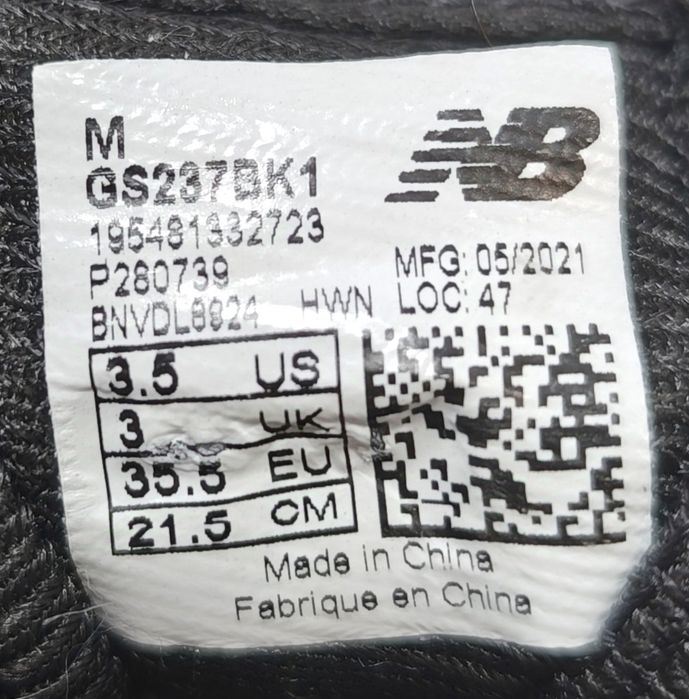 M
GS237BK1
NB
195481332723
P280739
MFG: 05/2021
BNVDL8824 HWN LOC: 47
3.5 US
3 UK
35.5 EU
21.5 CM
Made in China
Fabrique en China